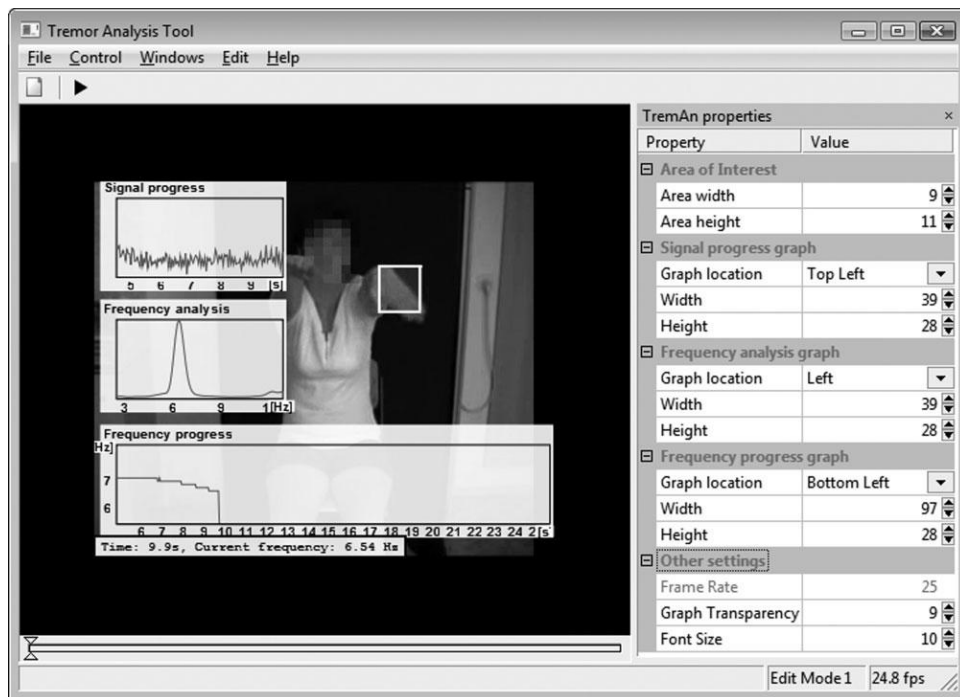 Tremor Analysis Tool
File Control Windows Edit Help
TremAn properties
Property Value
Area of Interest
Area width 9
Area height 11
Signal progress graph
Graph location Top Left
Width 39
Height 28
Frequency analysis graph
Graph location Left
Width 39
Height 28
Frequency progress graph
Graph location Bottom Left
Width 97
Height 28
Other settings
Frame Rate 25
Graph Transparency 9
Font Size 10
Signal progress
5 6 7 8 9 [s]
Frequency analysis
3 6 9 1[Hz]
Frequency progress
Hz]
7
6
6 7 8 9 10 11 12 13 14 15 16 17 18 19 20 21 22 23 24 2[s
Time: 9.9s, Current frequency: 6.54 Hz
Edit Mode 1 24.8 fps